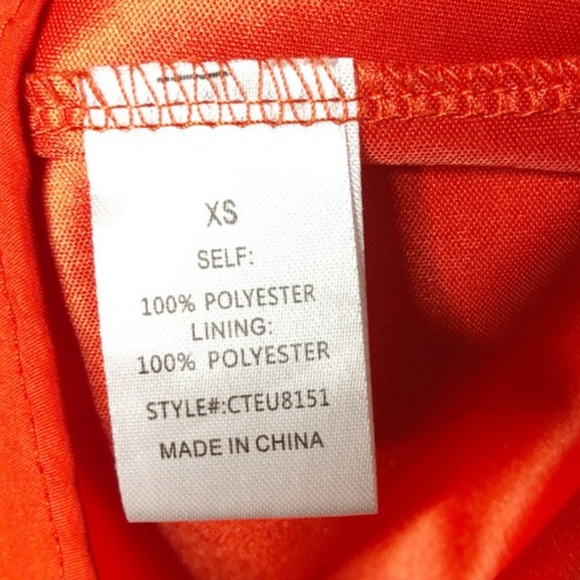 XS
SELF:
100% POLYESTER
LINING:
100% POLYESTER
STYLE#:CTEU8151
MADE IN CHINA